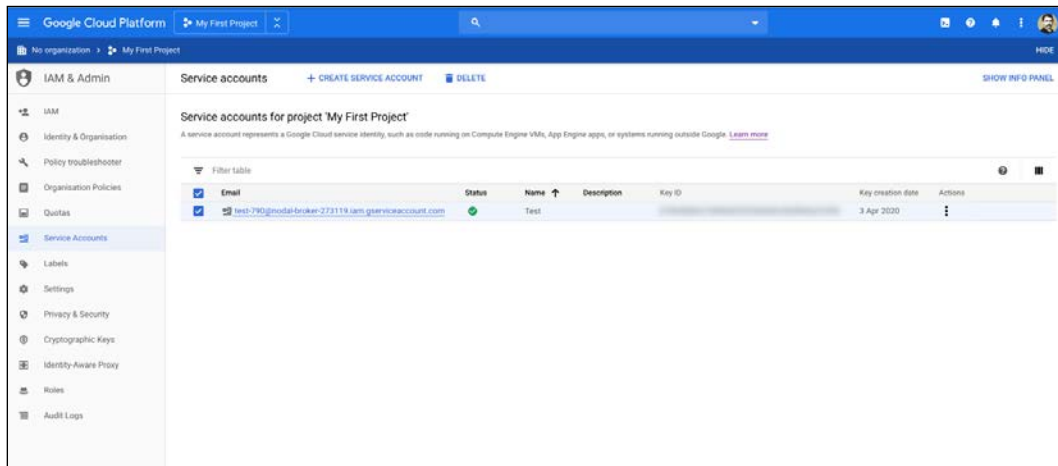 Google Cloud Platform My First Project
No organization > My First Project HIDE
IAM & Admin Service accounts + CREATE SERVICE ACCOUNT DELETE SHOW INFO PANEL
IAM
Identity & Organisation
Policy troubleshooter
Organisation Policies
Quotas
Service Accounts
Labels
Settings
Privacy & Security
Cryptographic Keys
Identity-Aware Proxy
Roles
Audit Logs
Service accounts for project 'My First Project'
A service account represents a Google Cloud service identity, such as code running on Compute Engine VMs, App Engine apps, or systems running outside Google. Learn more
Filter table
Email Status Name Description Key ID Key creation date Actions
test-790@nodal-broker-273119.iam.gserviceaccount.com Test 3 Apr 2020